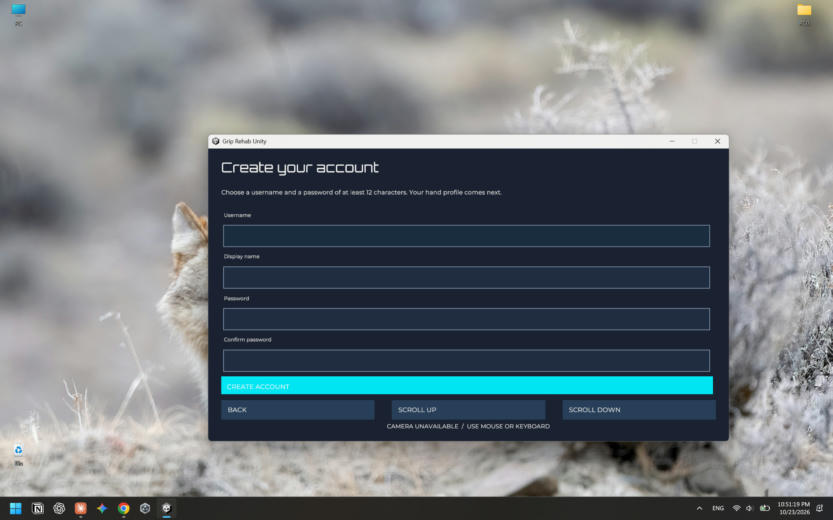 PC
Grip Rehab Unity
Create your account
Choose a username and a password of at least 12 characters. Your hand profile comes next.
Username
Display name
Password
Confirm password
CREATE ACCOUNT
BACK
SCROLL UP
SCROLL DOWN
CAMERA UNAVAILABLE / USE MOUSE OR KEYBOARD
ENG
10:51:19 PM
10/23/2026